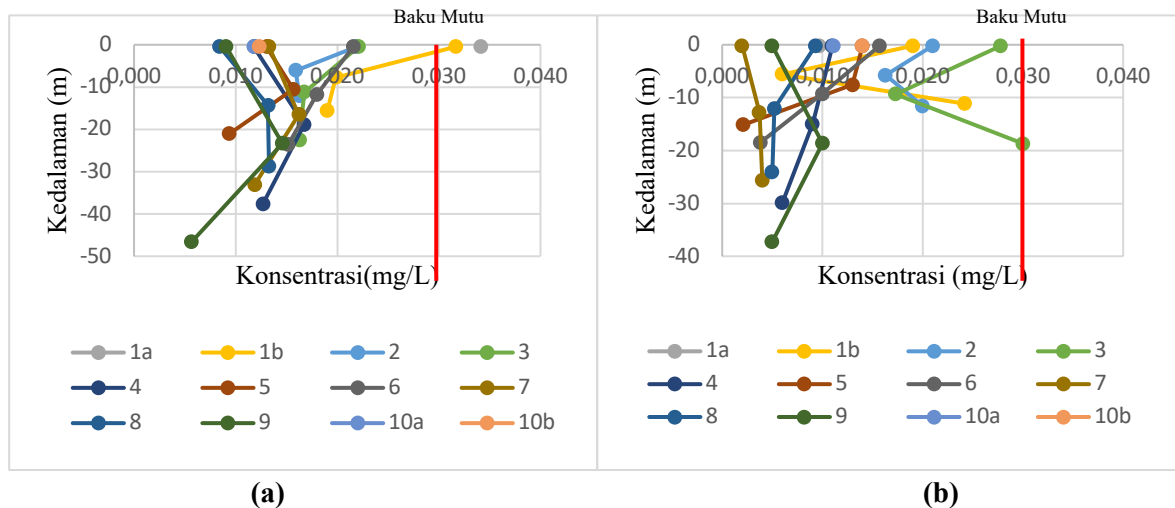 Baku Mutu
0
0,000 0,010 0,020 0,030 0,040
-10
-20
-30
-40
-50
Kedalaman (m)
Konsentrasi(mg/L)
1a 1b 2 3
4 5 6 7
8 9 10a 10b
(a)
Baku Mutu
0
0,000 0,010 0,020 0,030 0,040
-10
-20
-30
-40
Kedalaman (m)
Konsentrasi (mg/L)
1a 1b 2 3
4 5 6 7
8 9 10a 10b
(b)